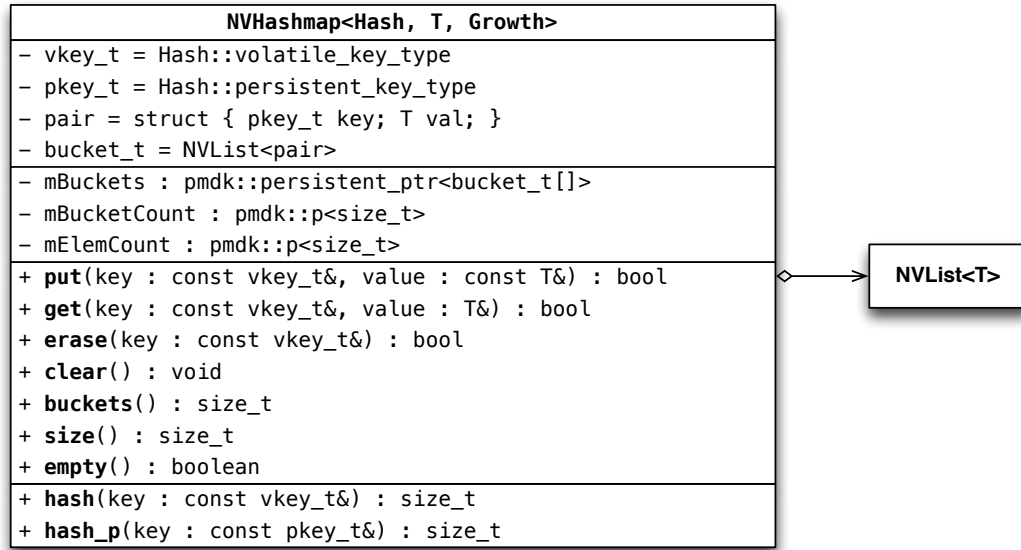 NVHashmap<Hash, T, Growth>
− vkey_t = Hash::volatile_key_type
− pkey_t = Hash::persistent_key_type
− pair = struct { pkey_t key; T val; }
− bucket_t = NVList<pair>
− mBuckets : pmdk::persistent_ptr<bucket_t[]>
− mBucketCount : pmdk::p<size_t>
− mElemCount : pmdk::p<size_t>
+ put(key : const vkey_t&, value : const T&) : bool
+ get(key : const vkey_t&, value : T&) : bool
+ erase(key : const vkey_t&) : bool
+ clear() : void
+ buckets() : size_t
+ size() : size_t
+ empty() : boolean
+ hash(key : const vkey_t&) : size_t
+ hash_p(key : const pkey_t&) : size_t
NVList<T>